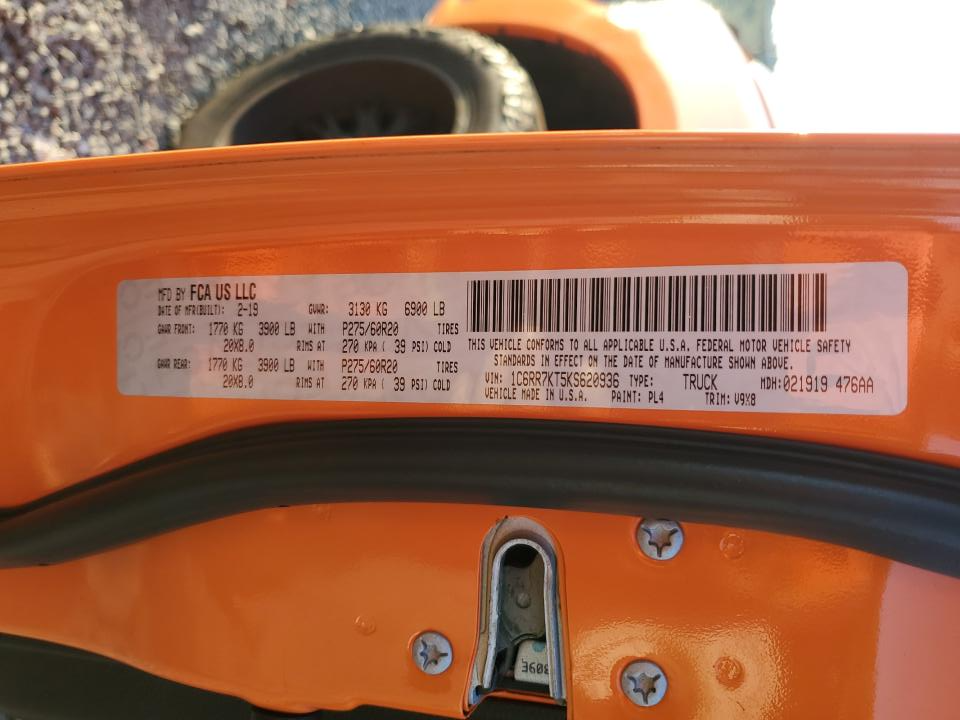 MFD BY FCA US LLC
DATE OF MFR(BUILT): 2-19 GVWR: 3130 KG 6900 LB
GAWR FRONT: 1770 KG 3900 LB WITH P275/60R20 TIRES
20X8.0 RIMS AT 270 KPA ( 39 PSI) COLD
GAWR REAR: 1770 KG 3900 LB WITH P275/60R20 TIRES
20X8.0 RIMS AT 270 KPA ( 39 PSI) COLD
THIS VEHICLE CONFORMS TO ALL APPLICABLE U.S.A. FEDERAL MOTOR VEHICLE SAFETY
STANDARDS IN EFFECT ON THE DATE OF MANUFACTURE SHOWN ABOVE.
VIN: 1C6RR7KT5KS620936 TYPE: TRUCK MDH: 021919 476AA
VEHICLE MADE IN U.S.A. PAINT: PL4 TRIM: V9X8
309E